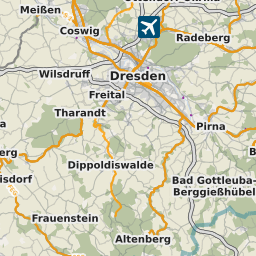 Meißen
Coswig
Radeberg
Wilsdruff
Dresden
Freital
Tharandt
Pirna
Dippoldiswalde
Bad Gottleuba-
Berggießhübel
Frauenstein
Altenberg